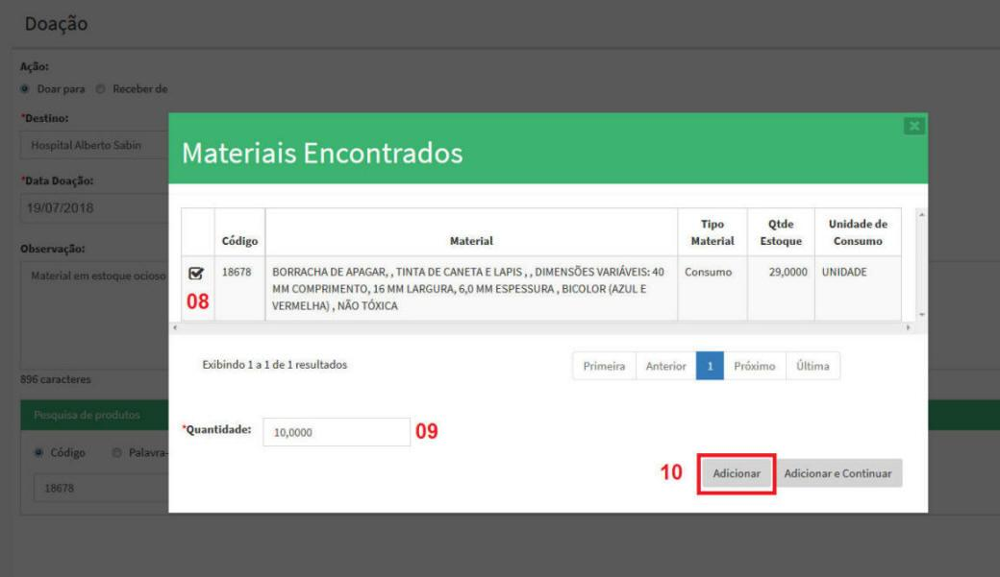 Doação
Ação:
Doar para Receber de
*Destino:
Hospital Alberto Sabin
*Data Doação:
19/07/2018
Observação:
Material em estoque ocioso
896 caracteres
Pesquisa de produtos
Código Palavra-
18678
Materiais Encontrados
Código Material Tipo Material Qtde Estoque Unidade de Consumo
18678 BORRACHA DE APAGAR, , TINTA DE CANETA E LAPIS , , DIMENSÕES VARIÁVEIS: 40 Consumo 29,0000 UNIDADE
MM COMPRIMENTO, 16 MM LARGURA, 6,0 MM ESPESSURA , BICOLOR (AZUL E
VERMELHA) , NÃO TÓXICA
08
Exibindo 1 a 1 de 1 resultados Primeira Anterior 1 Próximo Última
*Quantidade: 10,0000 09
10 Adicionar Adicionar e Continuar